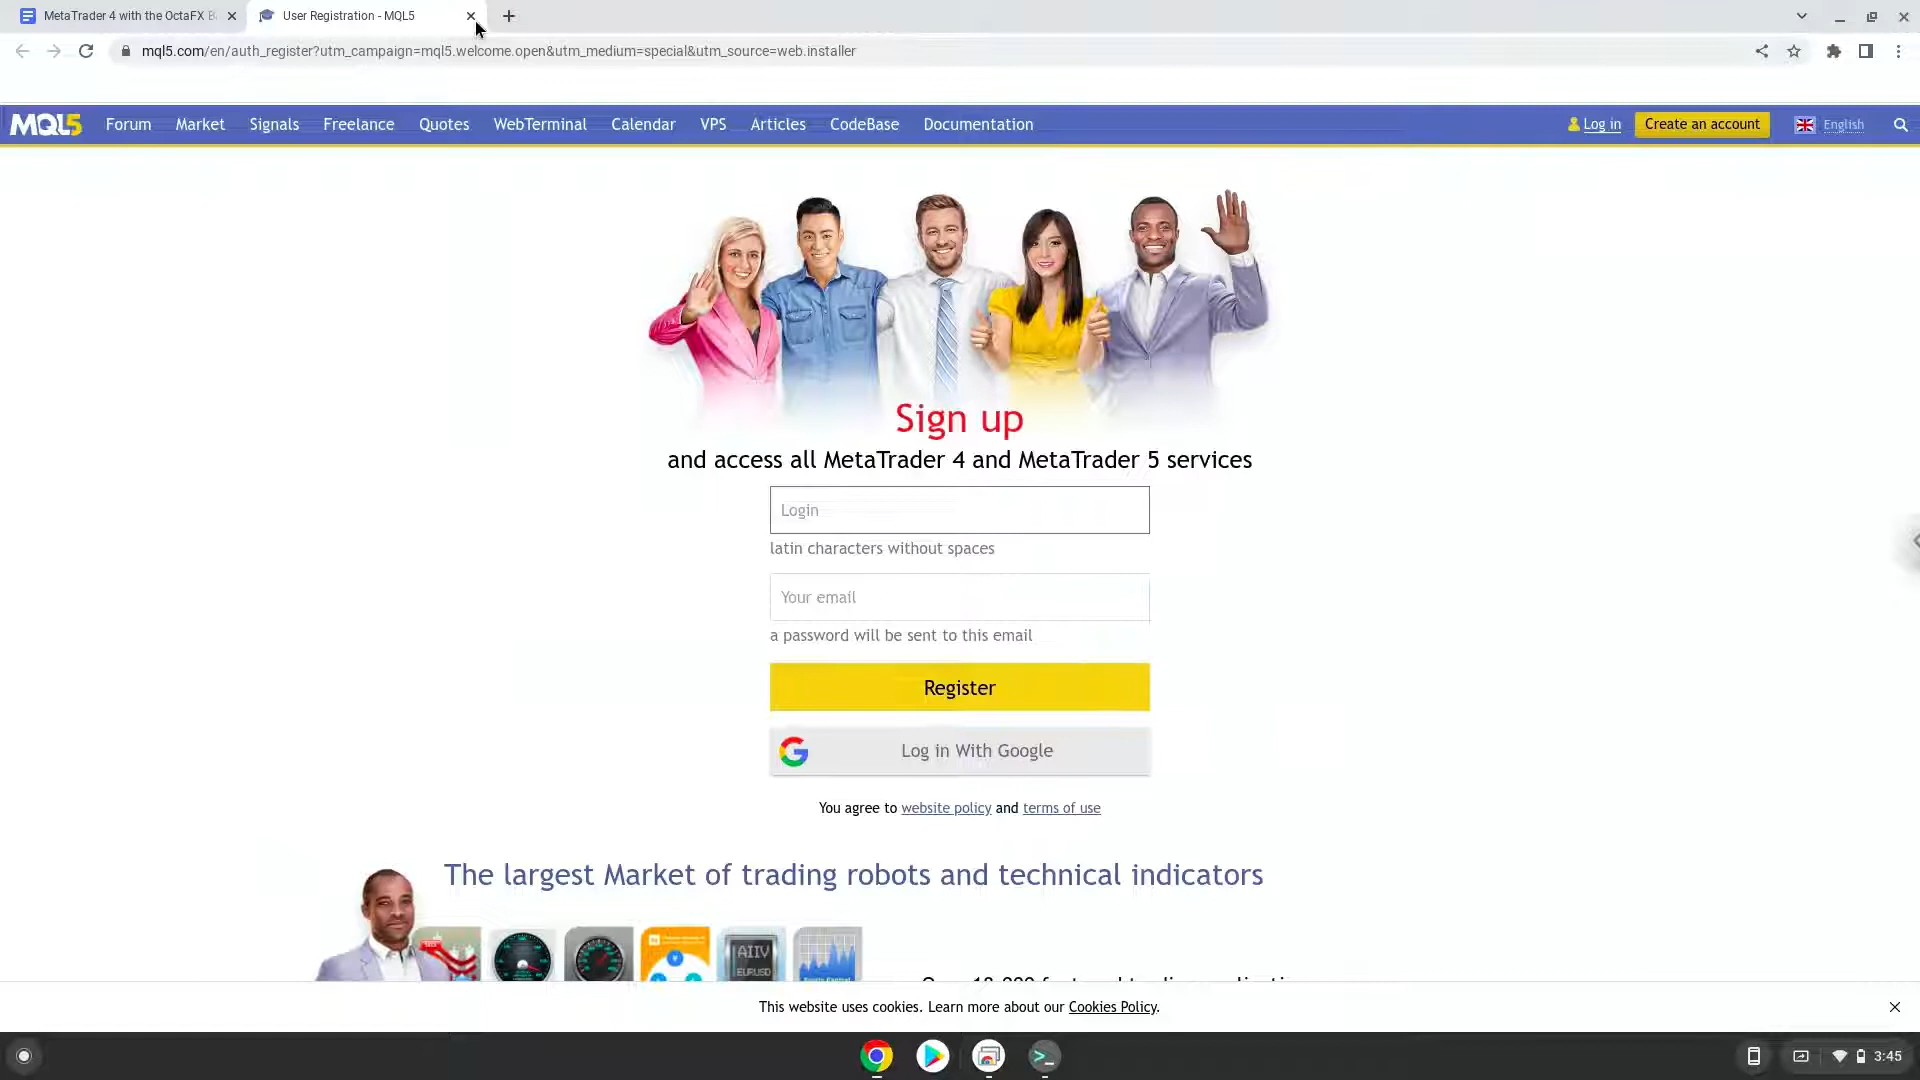 MetaTrader 4 with the OctaFX
User Registration - MQL5
mql5.com/en/auth_register?utm_campaign=mql5.welcome.open&utm_medium=special&utm_source=web.installer
MQL5 Forum Market Signals Freelance Quotes WebTerminal Calendar VPS Articles CodeBase Documentation Log in Create an account English
Sign up
and access all MetaTrader 4 and MetaTrader 5 services
Login
latin characters without spaces
Your email
a password will be sent to this email
Register
Log in With Google
You agree to website policy and terms of use
The largest Market of trading robots and technical indicators
SELL
AIIV
EURUSD
This website uses cookies. Learn more about our Cookies Policy.
3:45